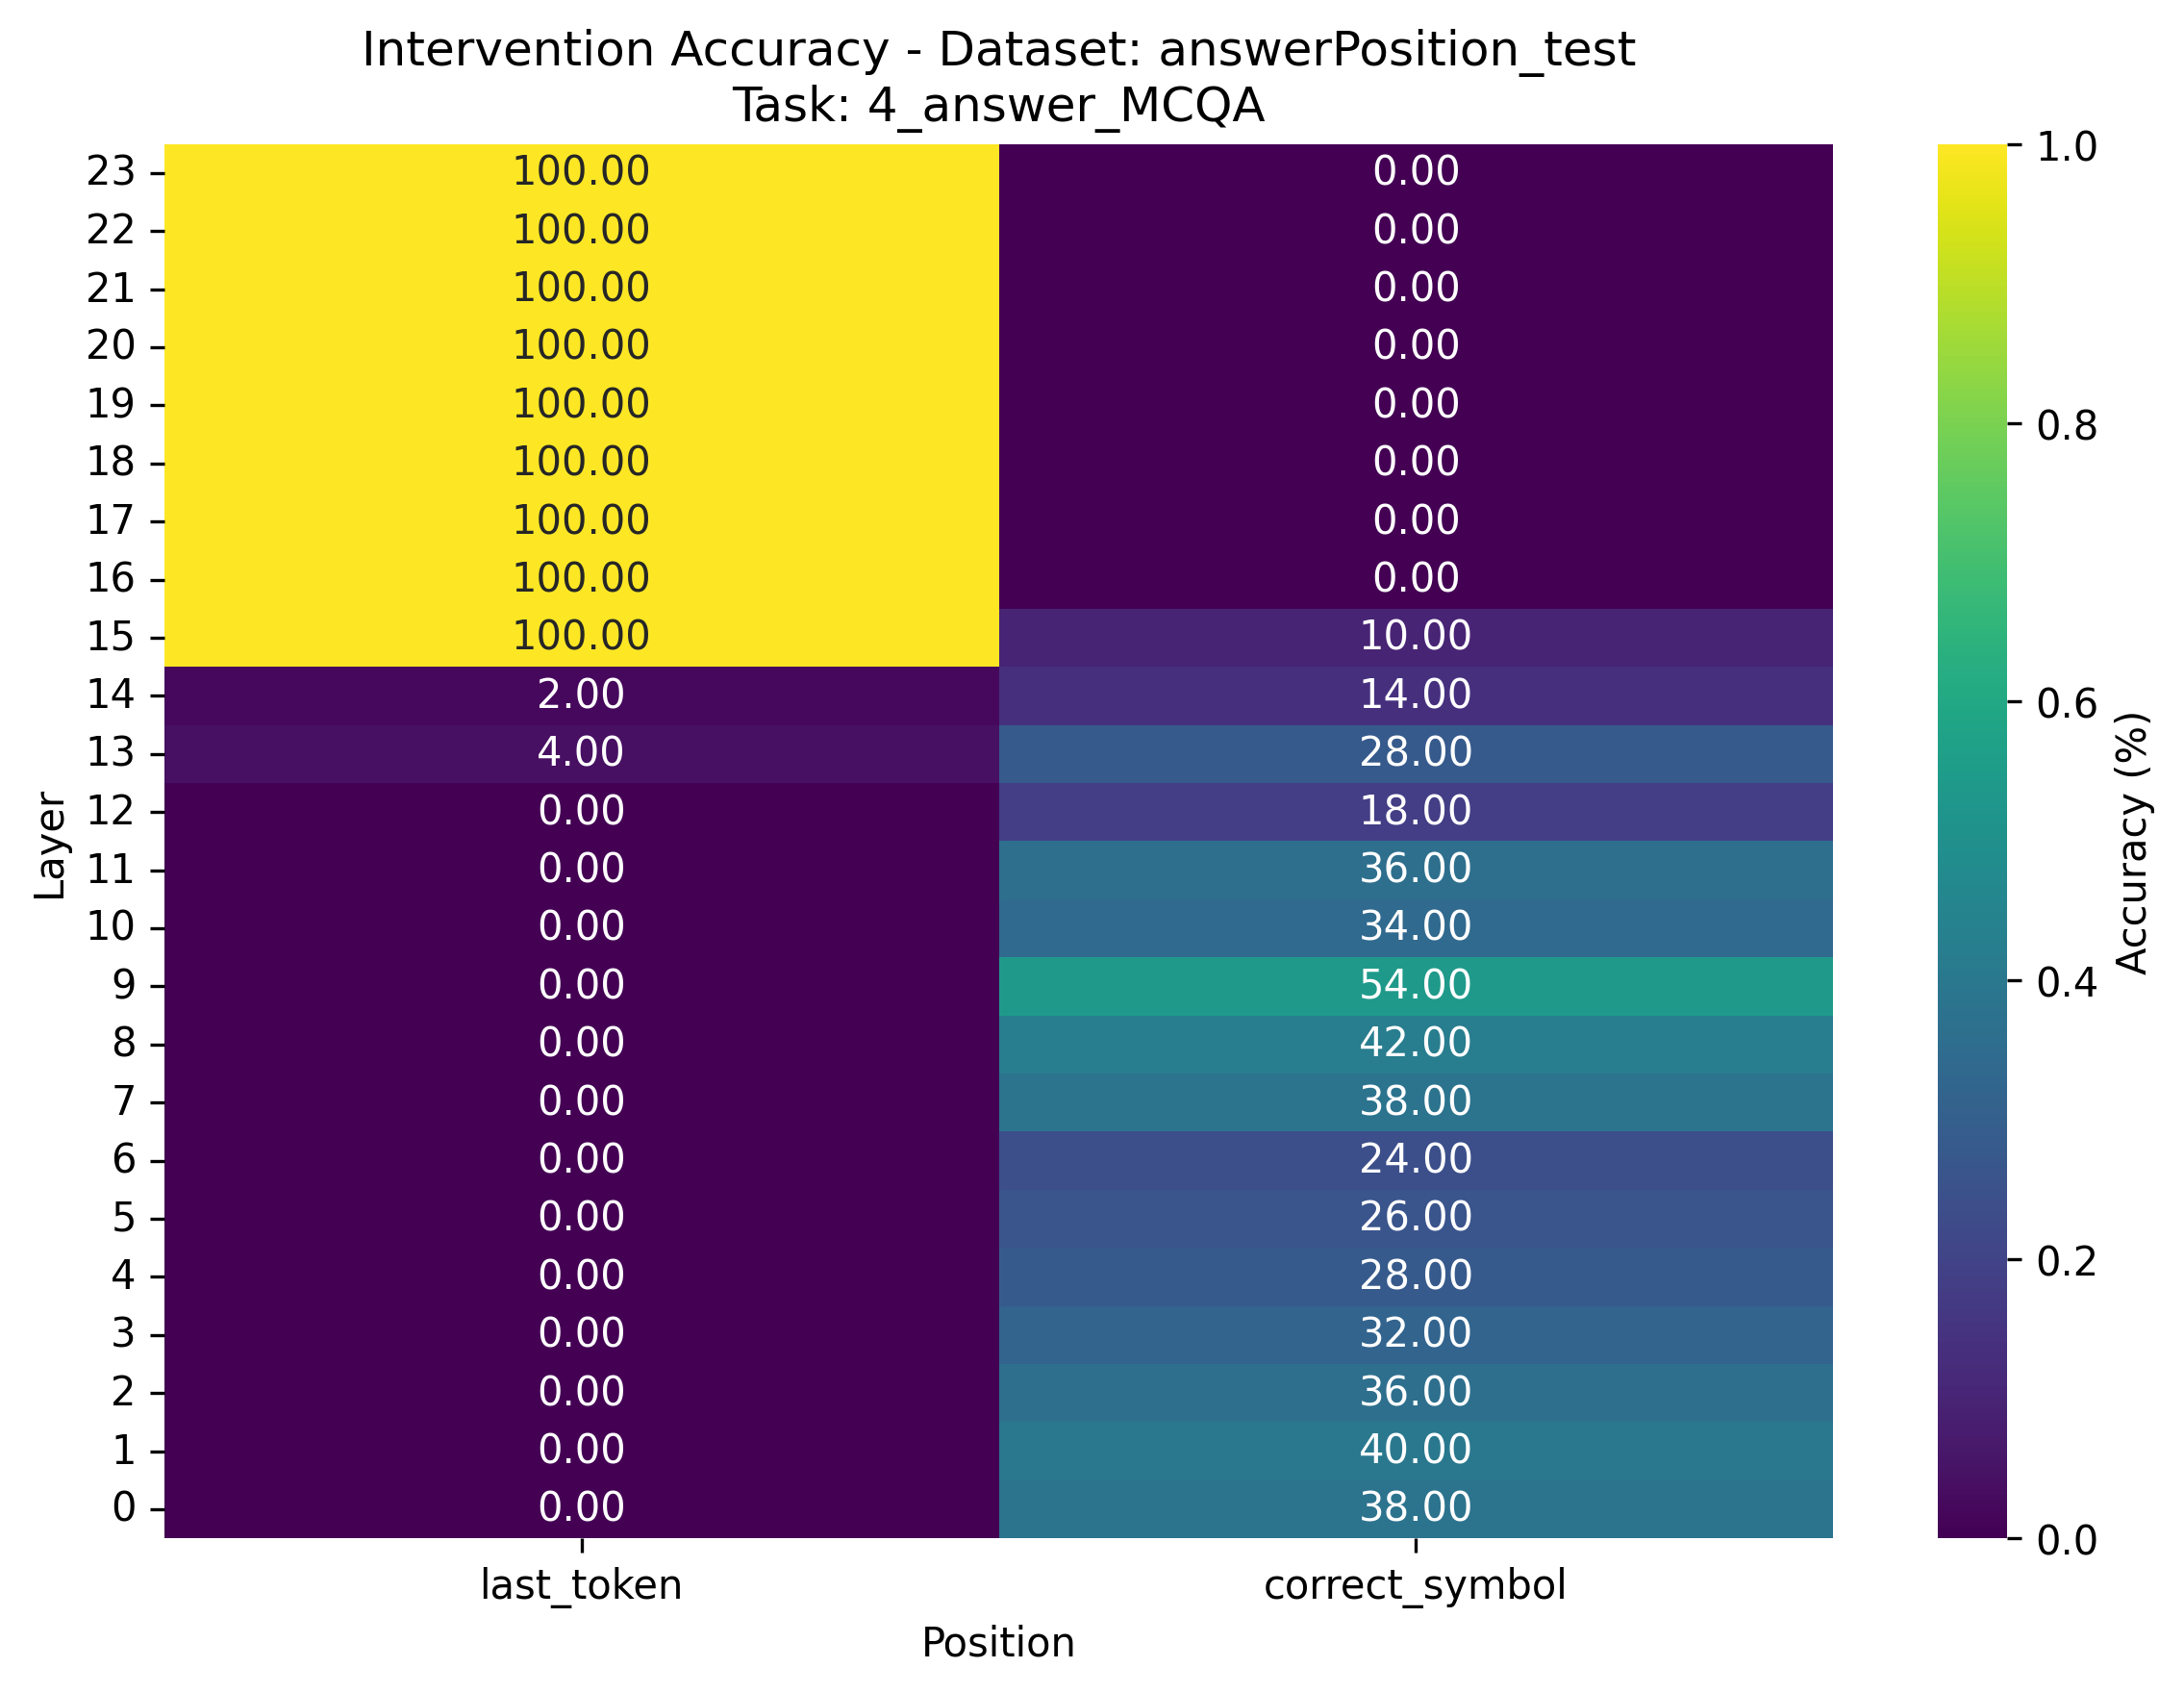 Intervention Accuracy - Dataset: answerPosition_test
Task: 4_answer_MCQA
23 100.00 0.00 1.0
22 100.00 0.00
21 100.00 0.00
20 100.00 0.00
19 100.00 0.00
18 100.00 0.00 0.8
17 100.00 0.00
16 100.00 0.00
15 100.00 10.00
14 2.00 14.00 0.6
13 4.00 28.00
12 0.00 18.00
11 0.00 36.00
10 0.00 34.00
9 0.00 54.00 0.4
8 0.00 42.00
7 0.00 38.00
6 0.00 24.00
5 0.00 26.00
4 0.00 28.00 0.2
3 0.00 32.00
2 0.00 36.00
1 0.00 40.00
0 0.00 38.00 0.0
Layer
Accuracy (%)
last_token correct_symbol
Position